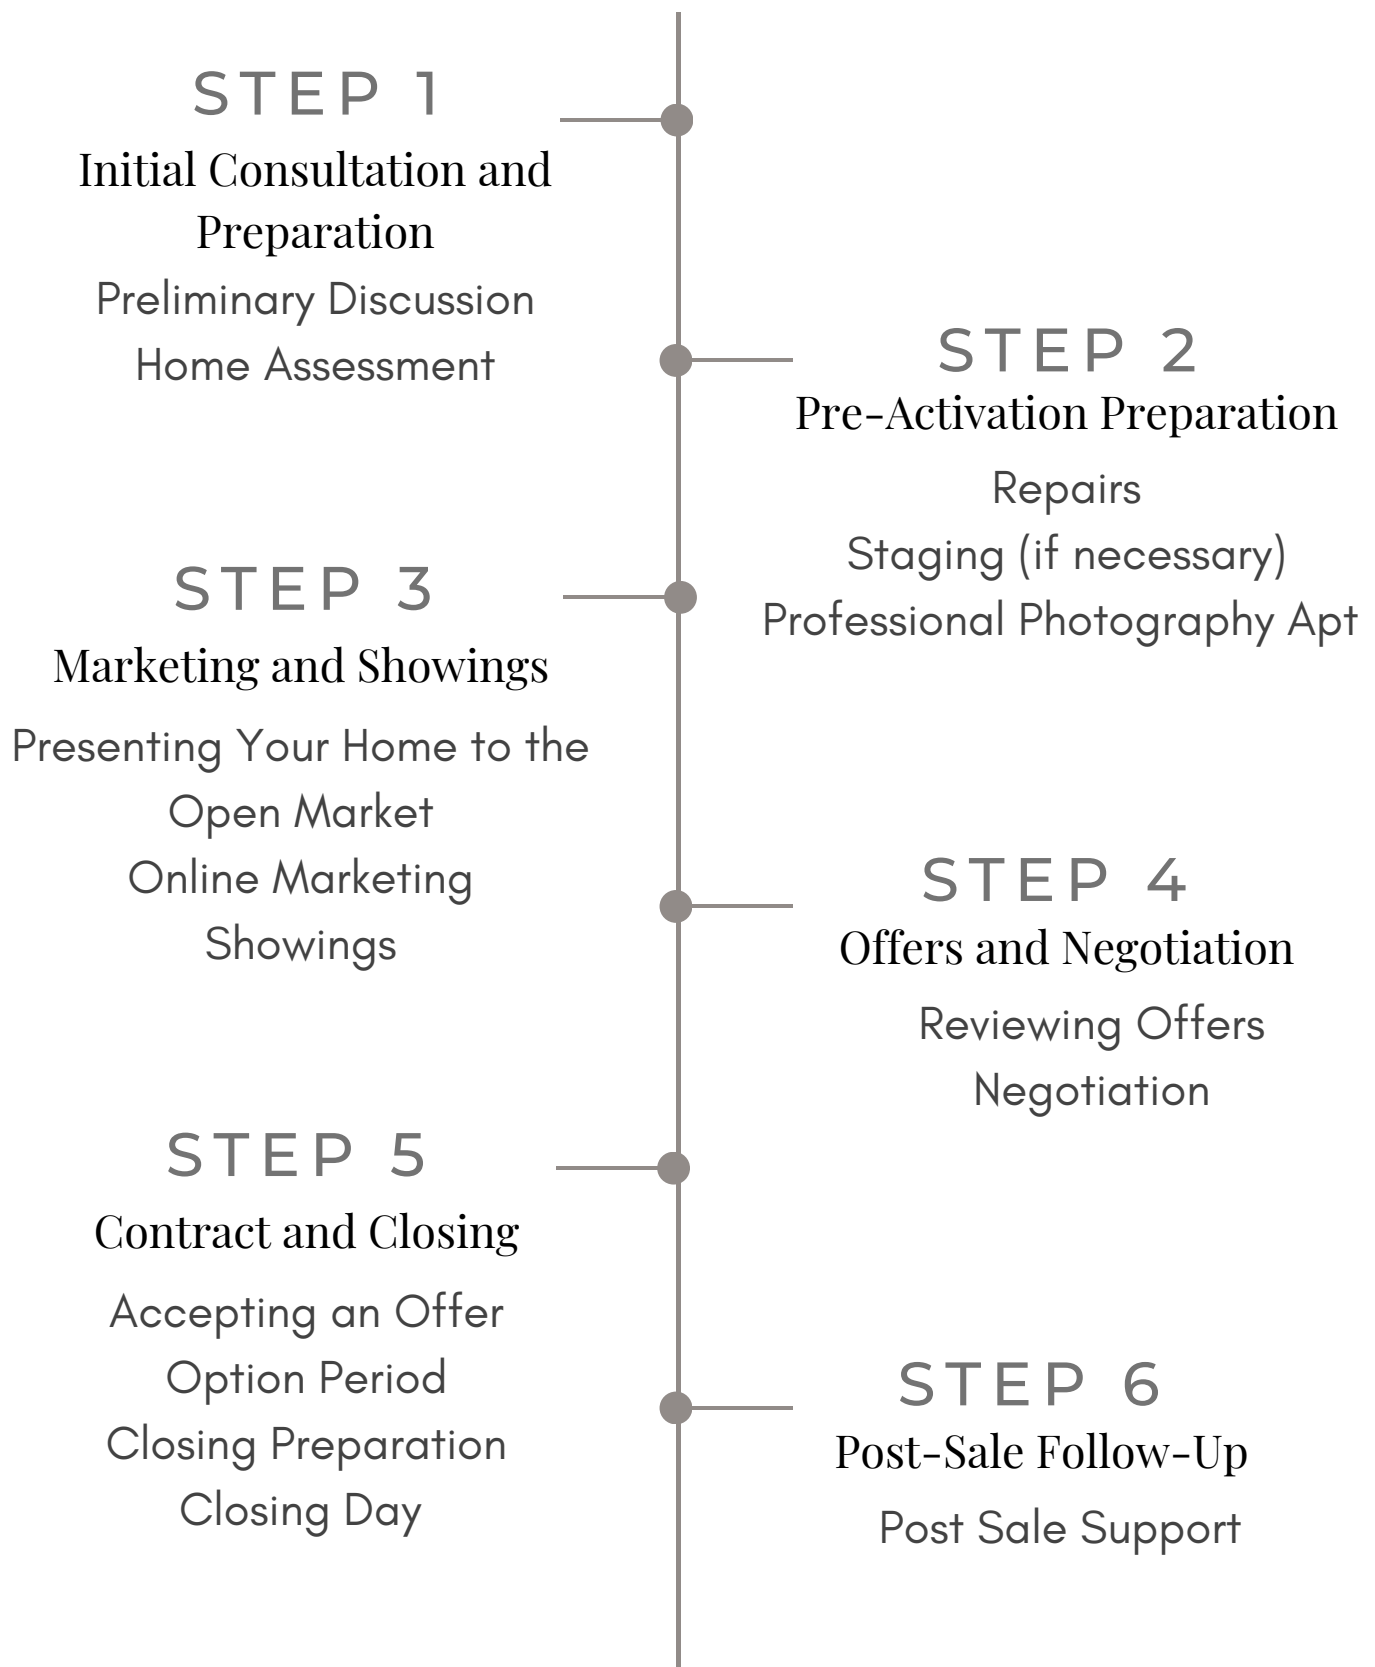 STEP 1
Initial Consultation and
Preparation
Preliminary Discussion
Home Assessment
STEP 2
Pre-Activation Preparation
Repairs
Staging (if necessary)
Professional Photography Apt
STEP 3
Marketing and Showings
Presenting Your Home to the
Open Market
Online Marketing
Showings
STEP 4
Offers and Negotiation
Reviewing Offers
Negotiation
STEP 5
Contract and Closing
Accepting an Offer
Option Period
Closing Preparation
Closing Day
STEP 6
Post-Sale Follow-Up
Post Sale Support